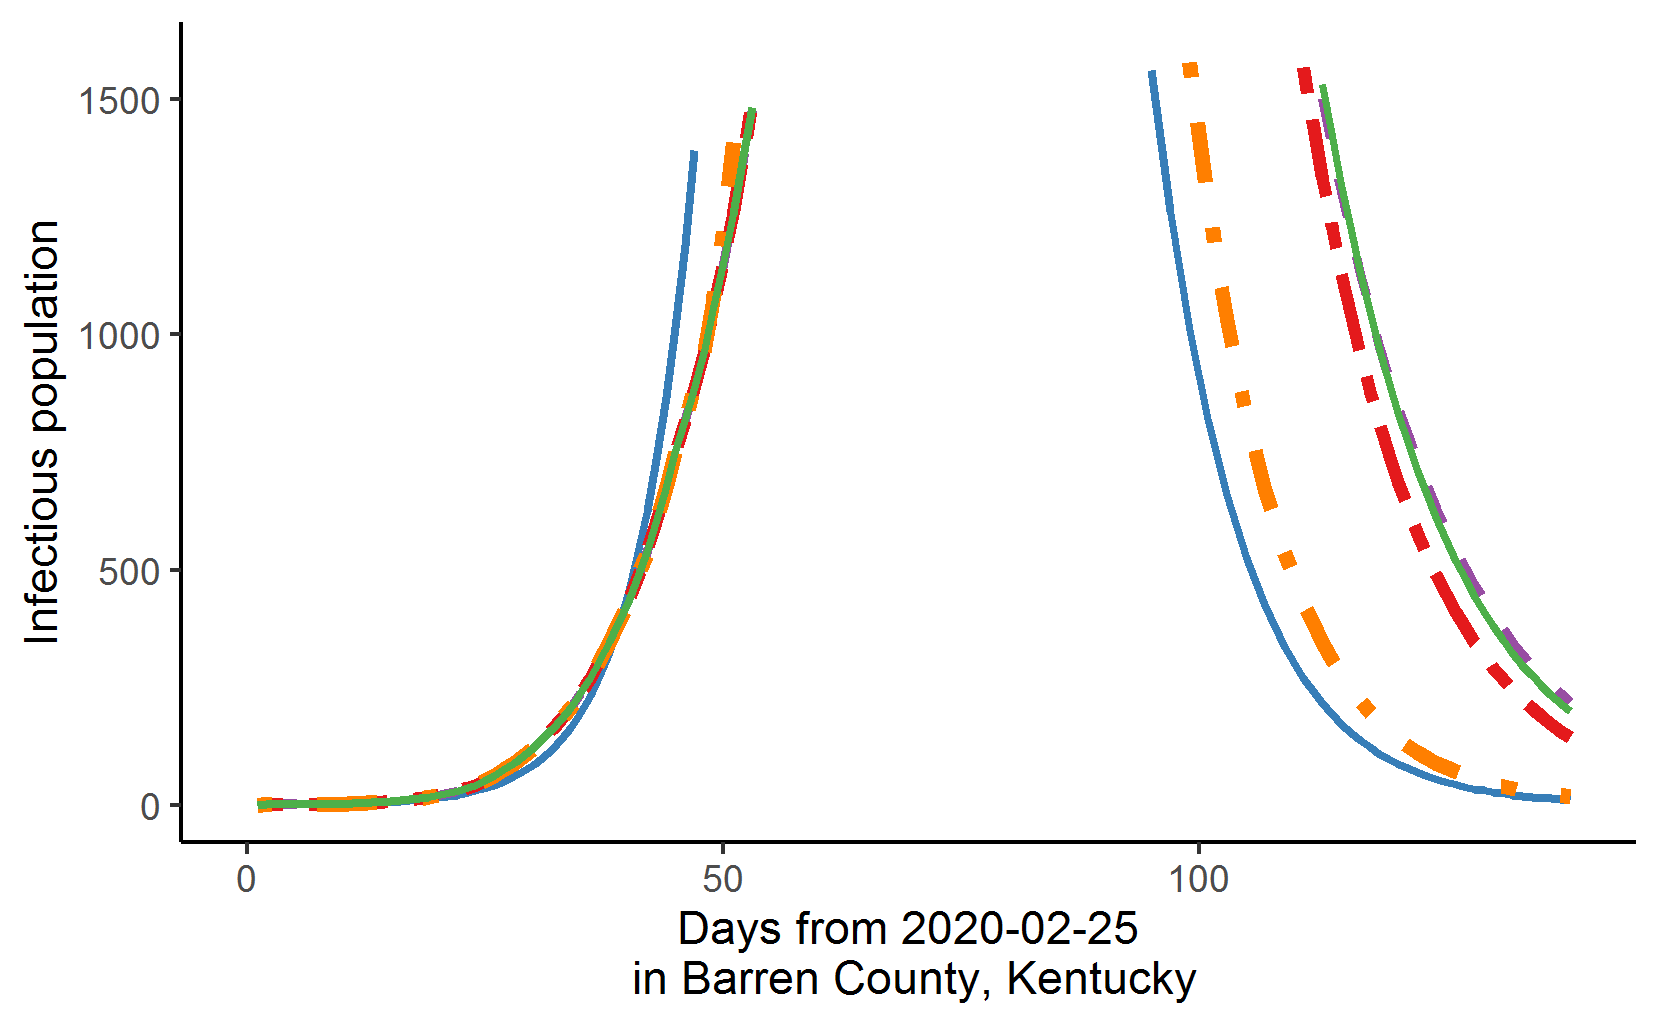 Infectious population
1500
1000
500
0
0 50 100
Days from 2020-02-25
in Barren County, Kentucky